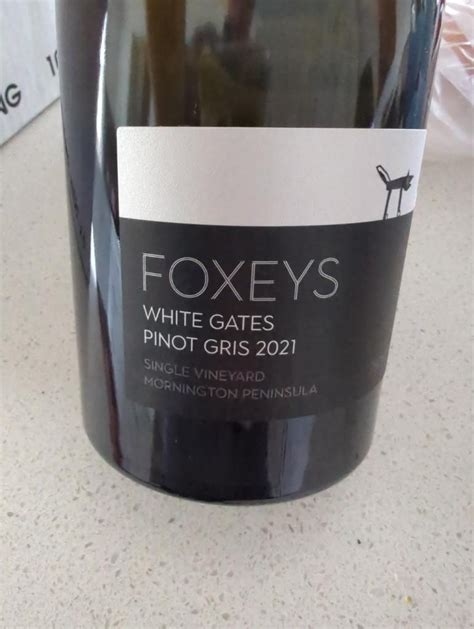 FOXEYS
WHITE GATES
PINOT GRIS 2021
SINGLE VINEYARD
MORNINGTON PENINSULA